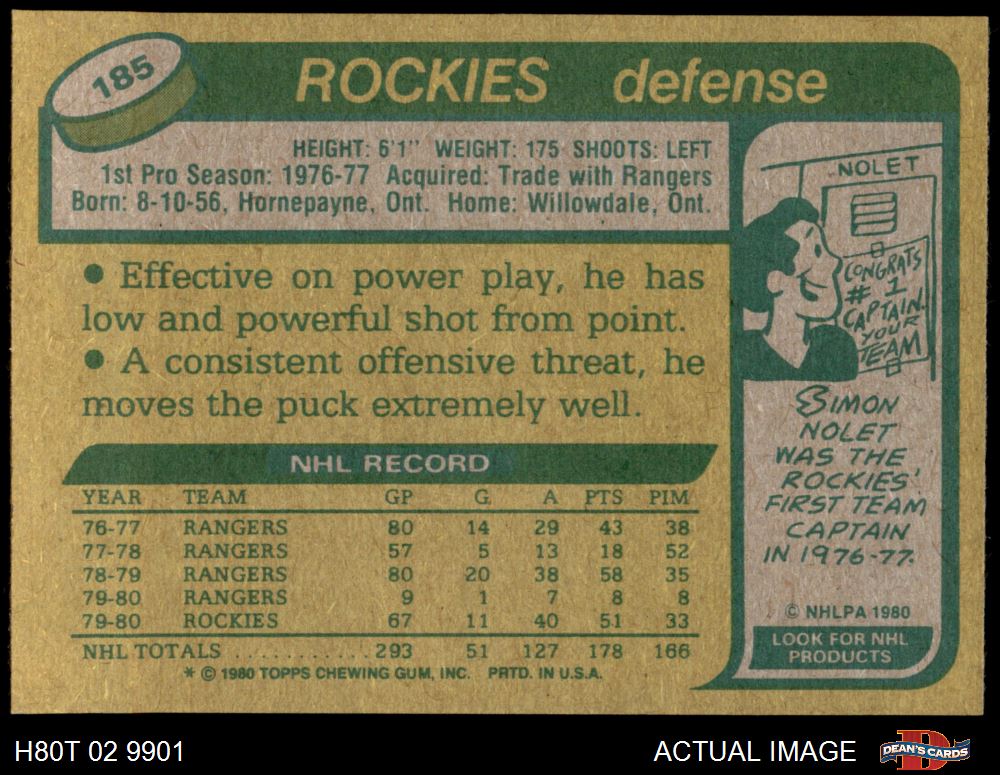 185
ROCKIES defense
HEIGHT: 6'1" WEIGHT: 175 SHOOTS: LEFT
1st Pro Season: 1976-77 Acquired: Trade with Rangers
Born: 8-10-56, Hornepayne, Ont. Home: Willowdale, Ont.
● Effective on power play, he has
low and powerful shot from point.
● A consistent offensive threat, he
moves the puck extremely well.
NHL RECORD
YEAR TEAM GP G A PTS PIM
76-77 RANGERS 80 14 29 43 38
77-78 RANGERS 57 5 13 18 52
78-79 RANGERS 80 20 38 58 35
79-80 RANGERS 9 1 7 8 8
79-80 ROCKIES 67 11 40 51 33
NHL TOTALS ........... 293 51 127 178 166
* © 1980 TOPPS CHEWING GUM, INC. PRTD. IN U.S.A.
NOLET
CONGRATS
# 1
CAPTAIN.
YOUR
TEAM
SIMON
NOLET
WAS THE
ROCKIES'
FIRST TEAM
CAPTAIN
IN 1976-77.
© NHLPA 1980
LOOK FOR NHL
PRODUCTS
H80T 02 9901
ACTUAL IMAGE
DEAN'S CARDS